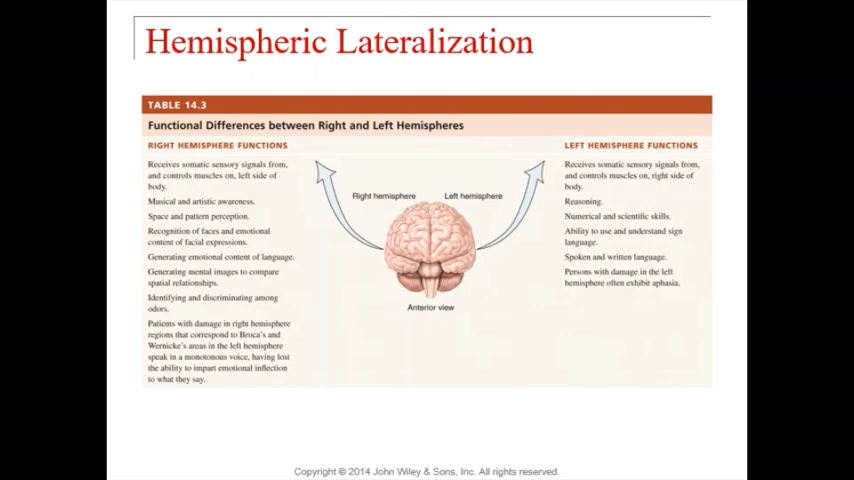 Hemispheric Lateralization
TABLE 14.3
Functional Differences between Right and Left Hemispheres
RIGHT HEMISPHERE FUNCTIONS
Receives somatic sensory signals from,
and controls muscles on, left side of
body.
Musical and artistic awareness.
Space and pattern perception.
Recognition of faces and emotional
content of facial expressions.
Generating emotional content of language.
Generating mental images to compare
spatial relationships.
Identifying and discriminating among
odors.
Patients with damage in right hemisphere
regions that correspond to Broca's and
Wernicke's areas in the left hemisphere
speak in a monotonous voice, having lost
the ability to impart emotional inflection
to what they say.
Right hemisphere
Left hemisphere
Anterior view
LEFT HEMISPHERE FUNCTIONS
Receives somatic sensory signals from,
and controls muscles on, right side of
body.
Reasoning.
Numerical and scientific skills.
Ability to use and understand sign
language.
Spoken and written language.
Persons with damage in the left
hemisphere often exhibit aphasia.
Copyright © 2014 John Wiley & Sons, Inc. All rights reserved.